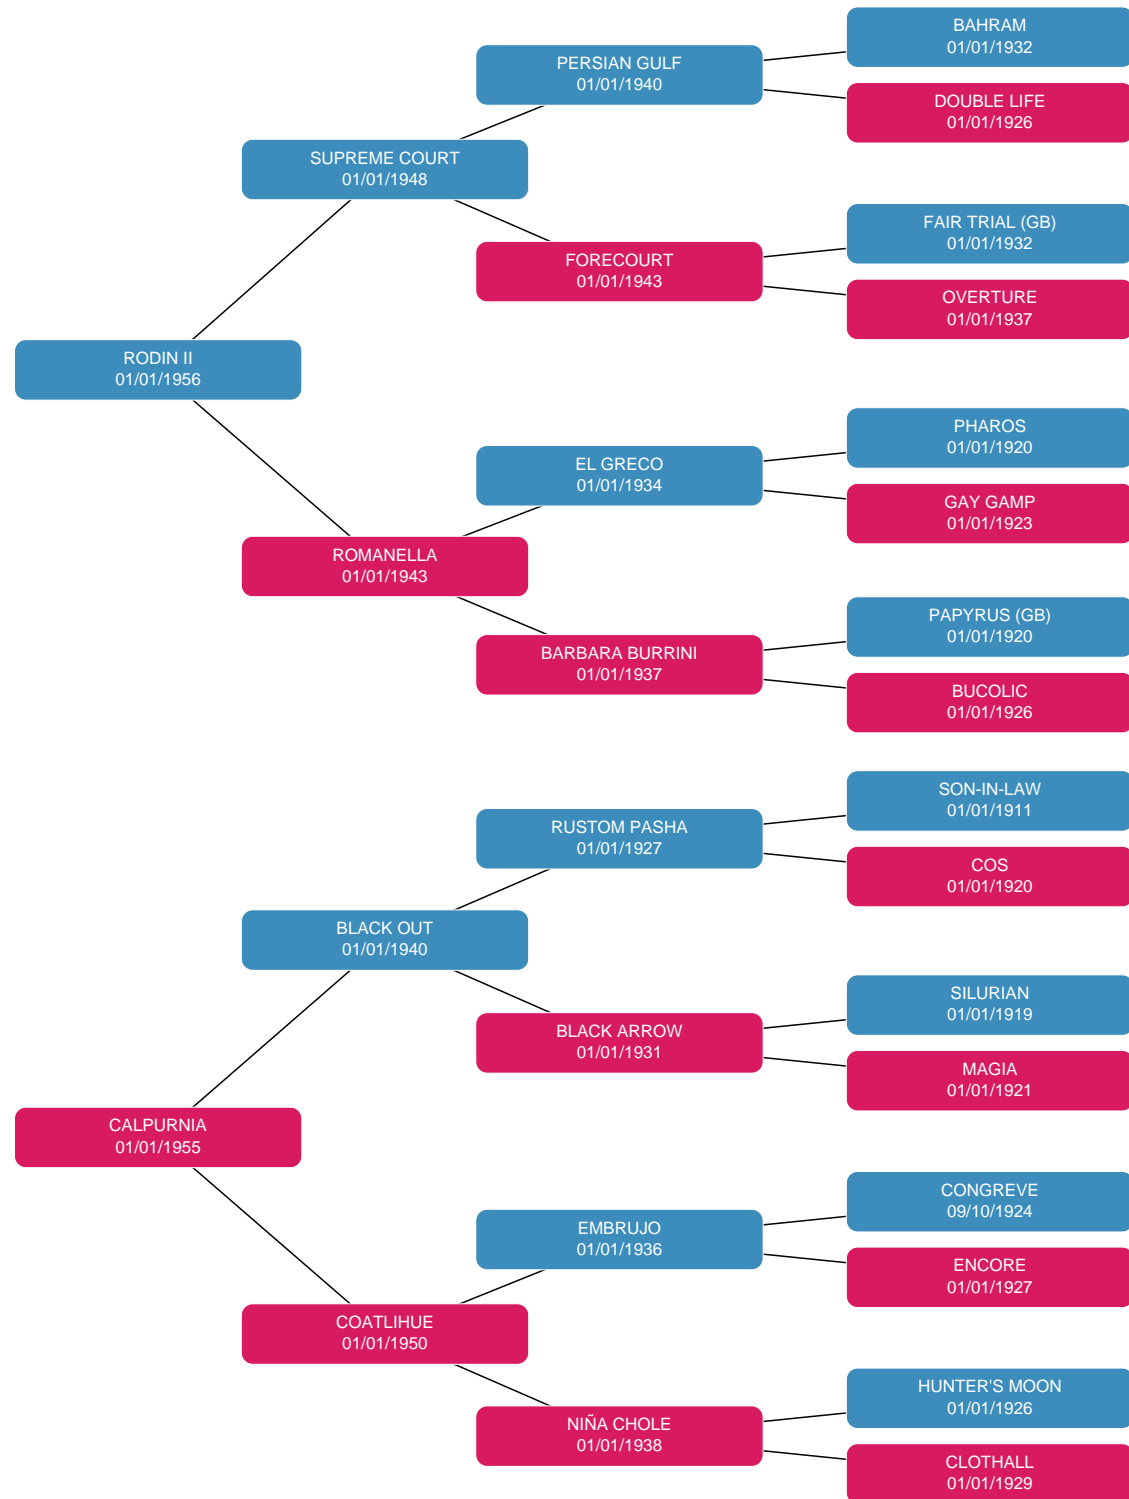 BAHRAM
01/01/1932
PERSIAN GULF
01/01/1940
DOUBLE LIFE
01/01/1926
SUPREME COURT
01/01/1948
FAIR TRIAL (GB)
01/01/1932
FORECOURT
01/01/1943
OVERTURE
01/01/1937
RODIN II
01/01/1956
PHAROS
01/01/1920
EL GRECO
01/01/1934
GAY GAMP
01/01/1923
ROMANELLA
01/01/1943
PAPYRUS (GB)
01/01/1920
BARBARA BURRINI
01/01/1937
BUCOLIC
01/01/1926
SON-IN-LAW
01/01/1911
RUSTOM PASHA
01/01/1927
COS
01/01/1920
BLACK OUT
01/01/1940
SILURIAN
01/01/1919
BLACK ARROW
01/01/1931
MAGIA
01/01/1921
CALPURNIA
01/01/1955
CONGREVE
09/10/1924
EMBRUJO
01/01/1936
ENCORE
01/01/1927
COATLIHUE
01/01/1950
HUNTER'S MOON
01/01/1926
NIÑA CHOLE
01/01/1938
CLOTHALL
01/01/1929